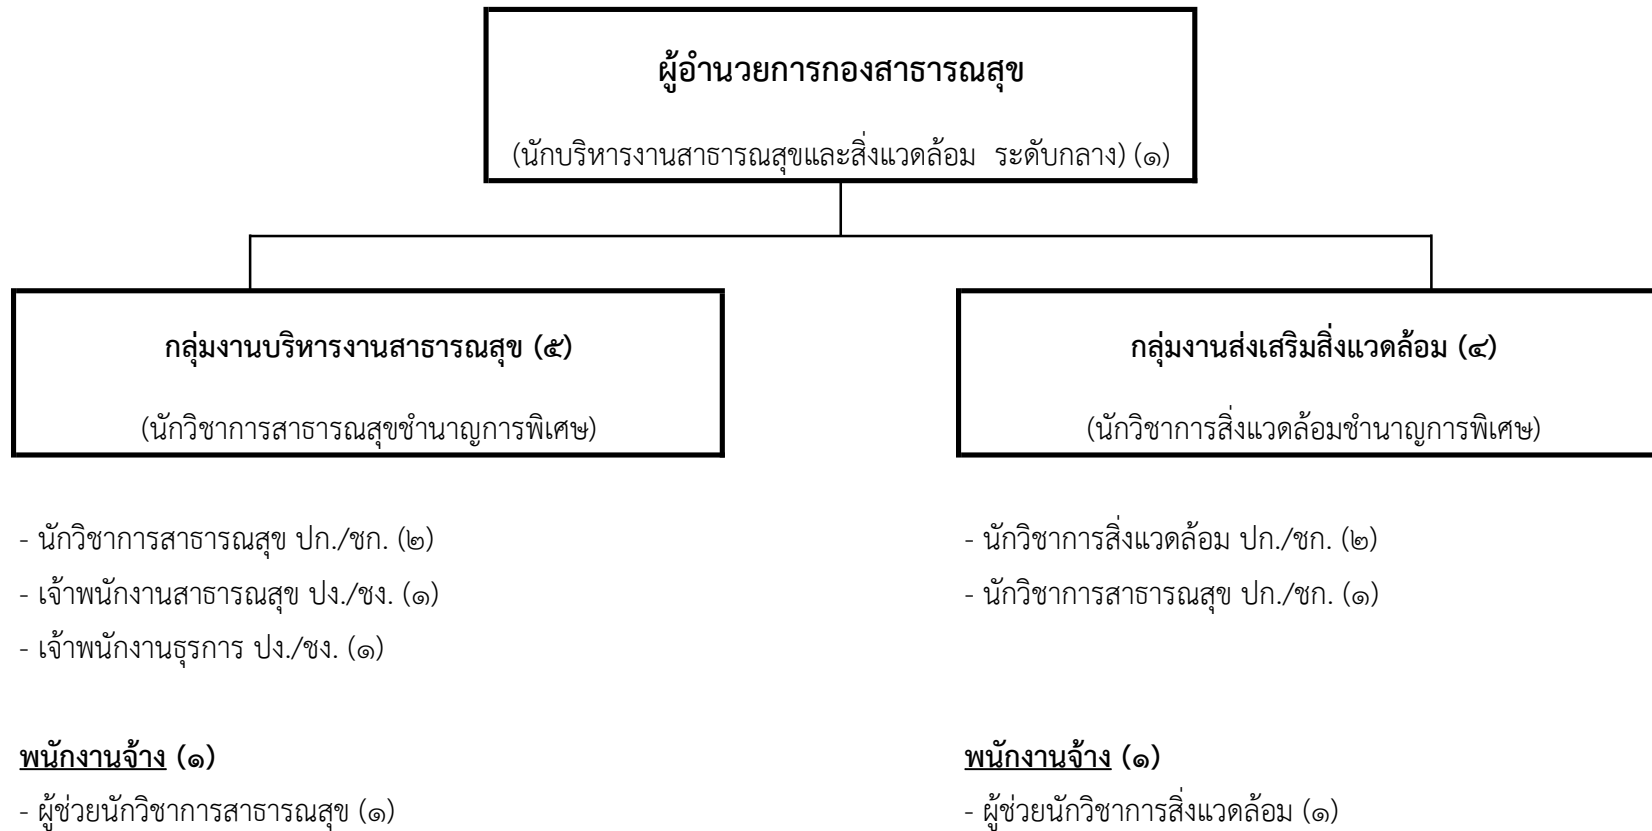 ผู้อำนวยการกองสาธารณสุข
(นักบริหารงานสาธารณสุขและสิ่งแวดล้อม ระดับกลาง) (๑)
กลุ่มงานบริหารงานสาธารณสุข (๕)
(นักวิชาการสาธารณสุขชำนาญการพิเศษ)
- นักวิชาการสาธารณสุข ปก./ชก. (๒)
- เจ้าพนักงานสาธารณสุข ปง./ชง. (๑)
- เจ้าพนักงานธุรการ ปง./ชง. (๑)
พนักงานจ้าง (๑)
- ผู้ช่วยนักวิชาการสาธารณสุข (๑)
กลุ่มงานส่งเสริมสิ่งแวดล้อม (๔)
(นักวิชาการสิ่งแวดล้อมชำนาญการพิเศษ)
- นักวิชาการสิ่งแวดล้อม ปก./ชก. (๒)
- นักวิชาการสาธารณสุข ปก./ชก. (๑)
พนักงานจ้าง (๑)
- ผู้ช่วยนักวิชาการสิ่งแวดล้อม (๑)